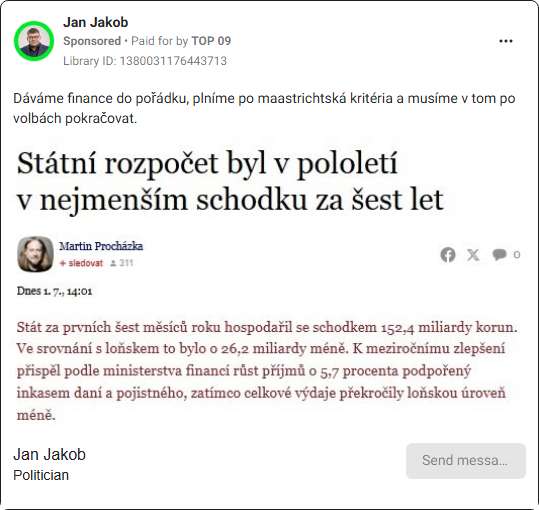 Jan Jakob
Sponsored • Paid for by TOP 09
Library ID: 1380031176443713
Dáváme finance do pořádku, plníme po maastrichtská kritéria a musíme v tom po
volbách pokračovat.
Státní rozpočet byl v pololetí
v nejmenším schodku za šest let
Martin Procházka
+ sledovat 311
0
Dnes 1. 7., 14:01
Stát za prvních šest měsíců roku hospodařil se schodkem 152,4 miliardy korun.
Ve srovnání s loňskem to bylo o 26,2 miliardy méně. K meziročnímu zlepšení
přispěl podle ministerstva financí růst příjmů o 5,7 procenta podpořený
inkasem daní a pojistného, zatímco celkové výdaje překročily loňskou úroveň
méně.
Jan Jakob
Politician
Send messa...